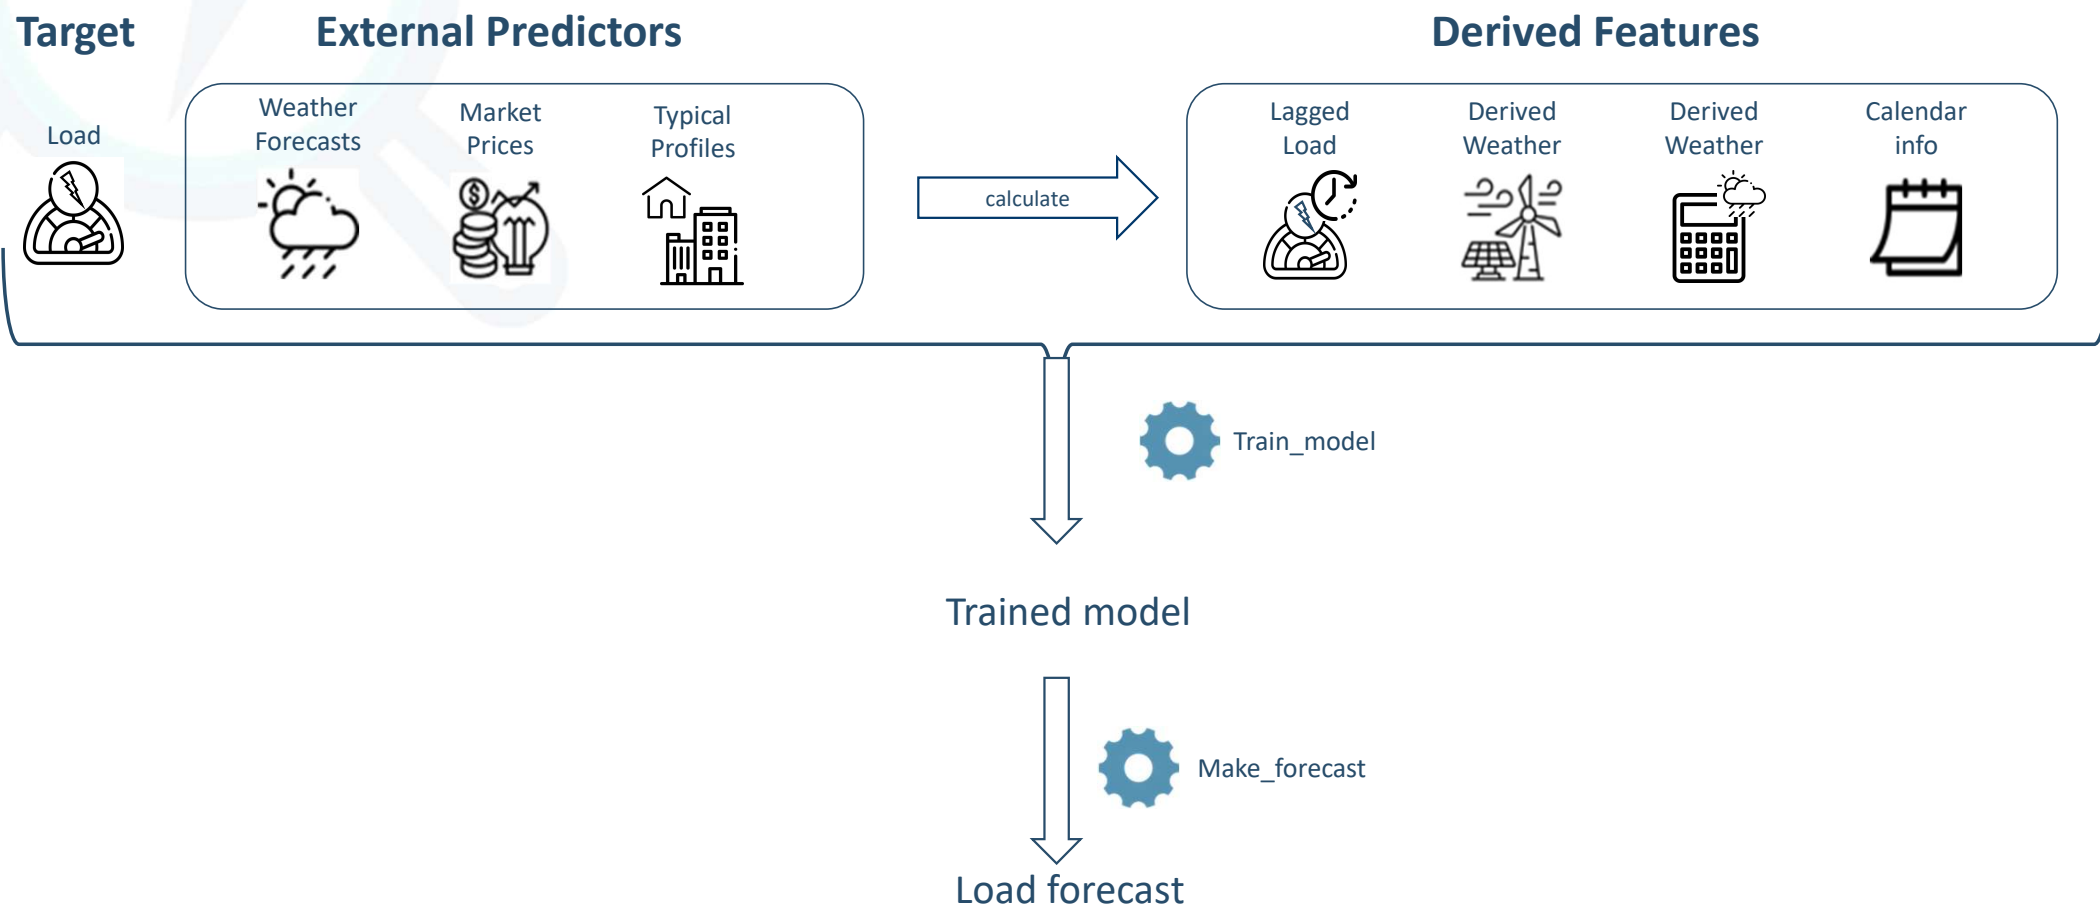 Target
External Predictors
Derived Features
Load
Weather
Forecasts
Market
Prices
Typical
Profiles
calculate
Lagged
Load
Derived
Weather
Derived
Weather
Calendar
info
Train_model
Trained model
Make_forecast
Load forecast